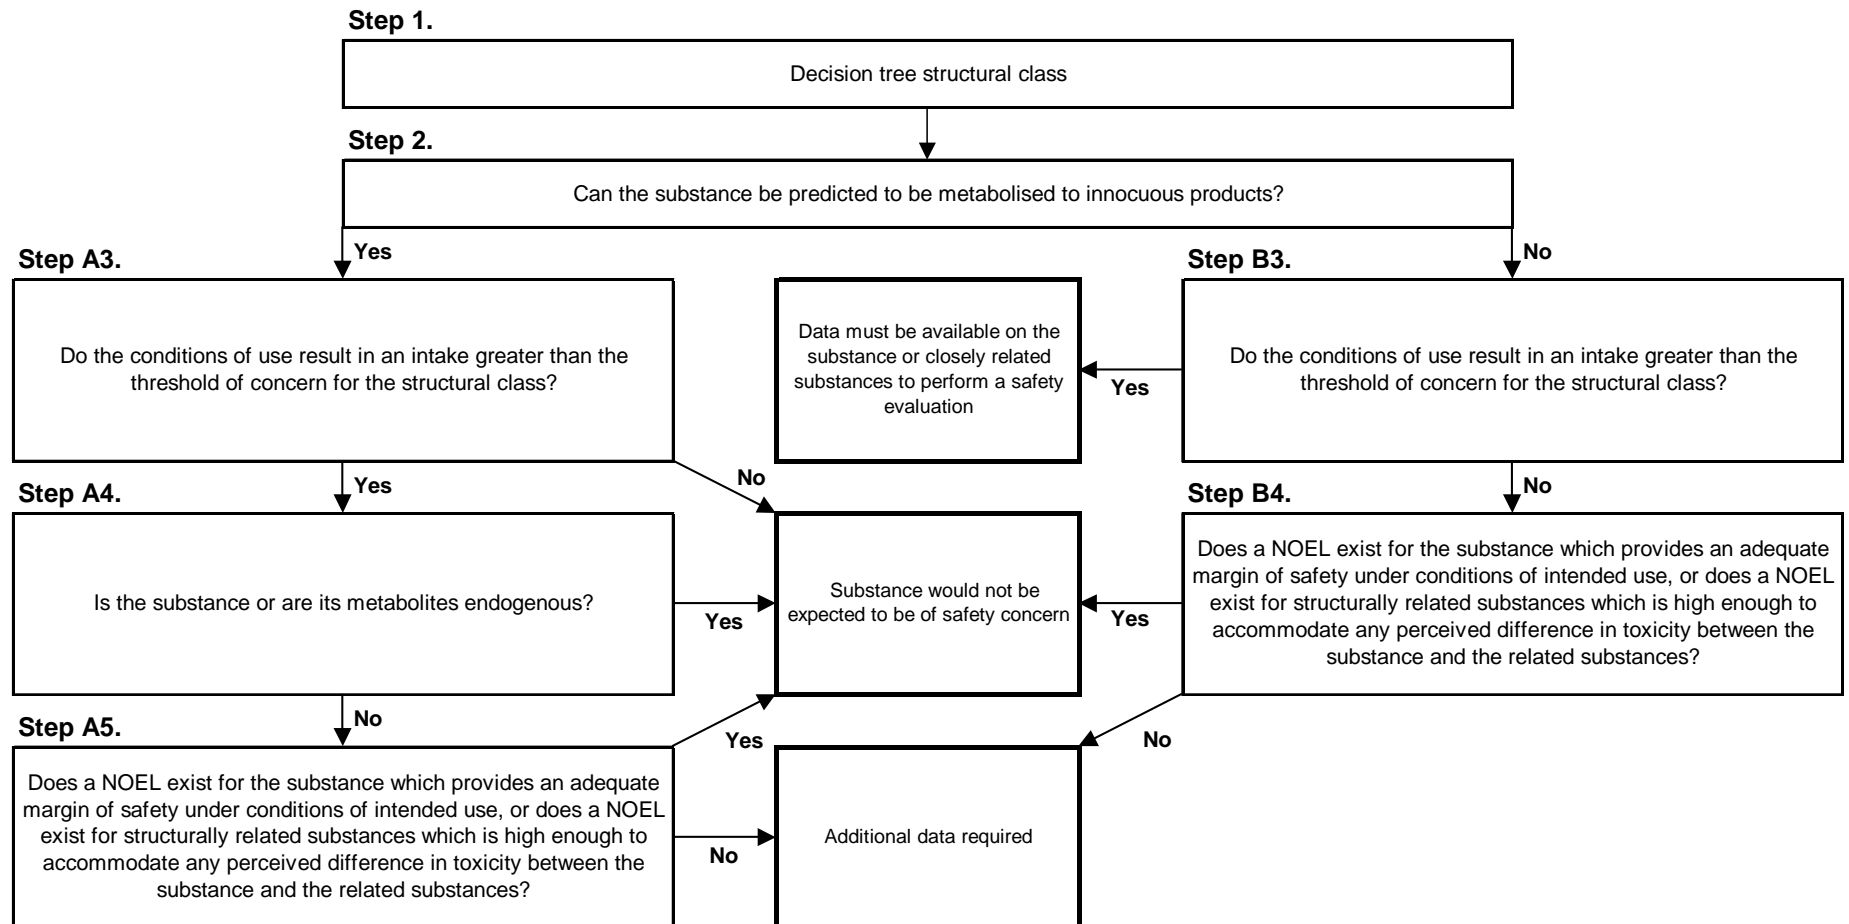 Step 1.
Decision tree structural class
Step 2.
Can the substance be predicted to be metabolised to innocuous products?
Yes
No
Step A3.
Do the conditions of use result in an intake greater than the
threshold of concern for the structural class?
Data must be available on the
substance or closely related
substances to perform a safety
evaluation
Step B3.
Do the conditions of use result in an intake greater than the
threshold of concern for the structural class?
Yes
Yes
No
No
Step A4.
Is the substance or are its metabolites endogenous?
Yes
Substance would not be
expected to be of safety concern
Yes
Step B4.
Does a NOEL exist for the substance which provides an adequate
margin of safety under conditions of intended use, or does a NOEL
exist for structurally related substances which is high enough to
accommodate any perceived difference in toxicity between the
substance and the related substances?
No
Yes
No
Step A5.
Does a NOEL exist for the substance which provides an adequate
margin of safety under conditions of intended use, or does a NOEL
exist for structurally related substances which is high enough to
accommodate any perceived difference in toxicity between the
substance and the related substances?
No
Additional data required